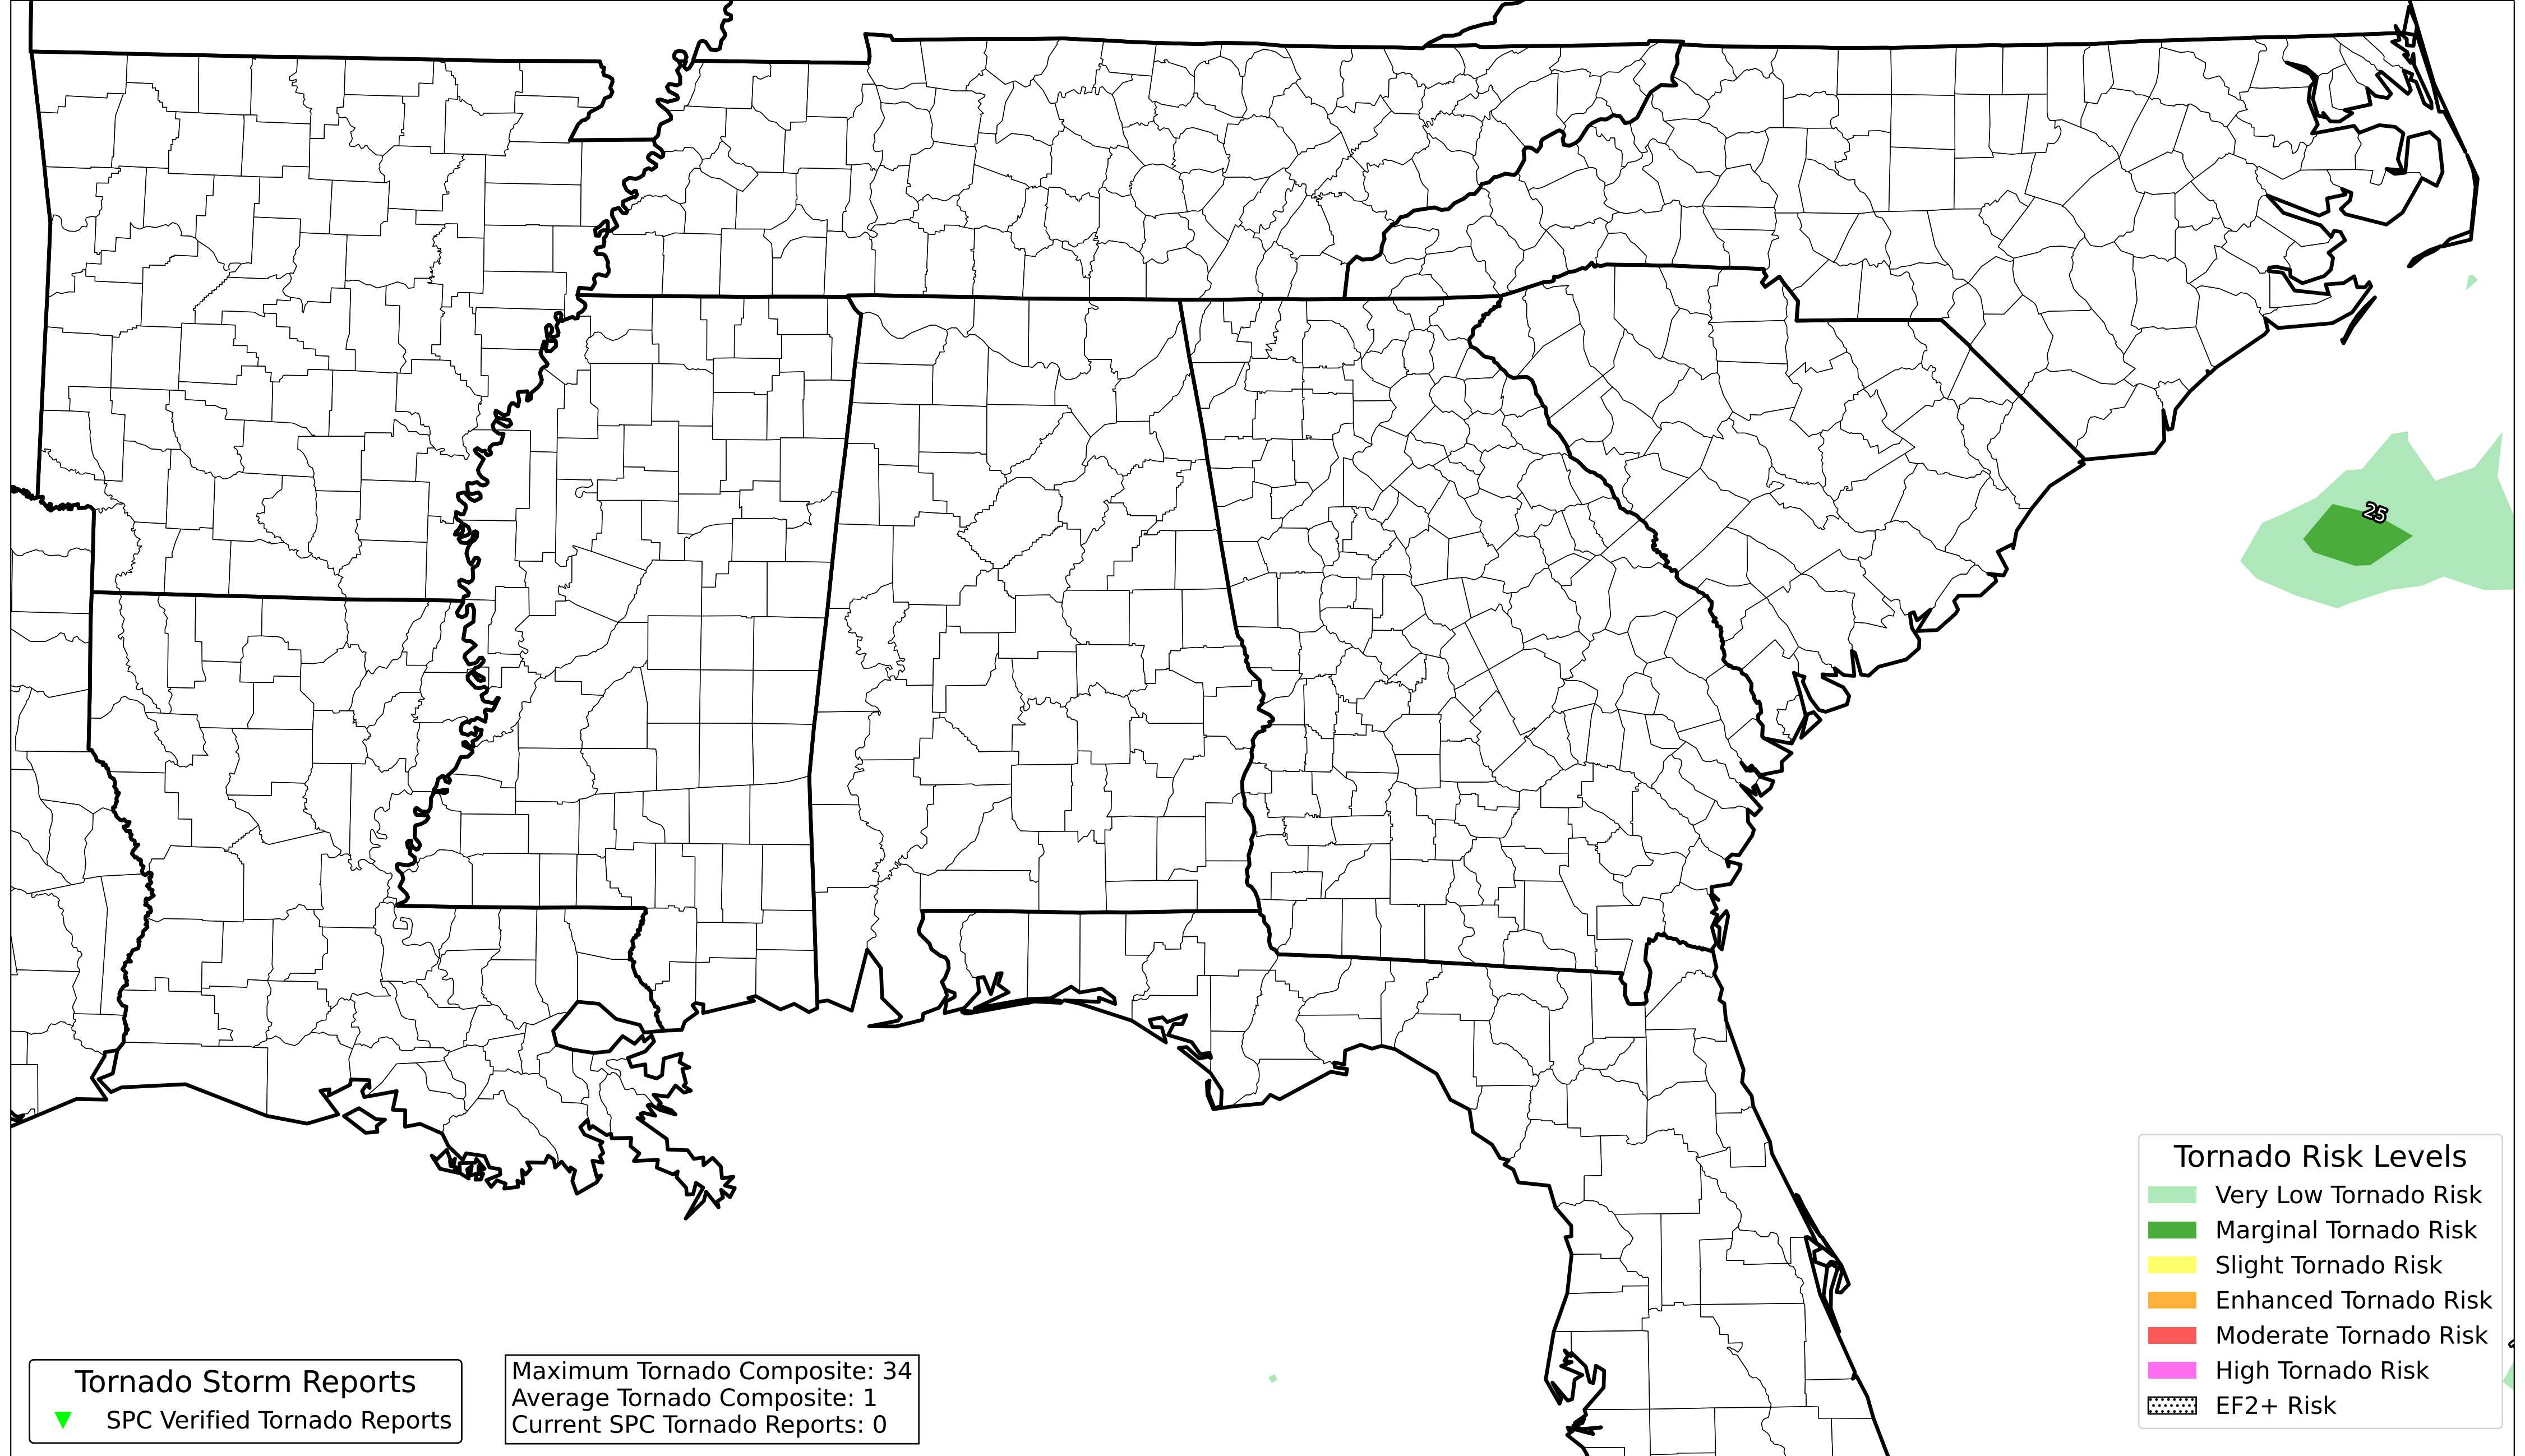 25
Tornado Risk Levels
Very Low Tornado Risk
Marginal Tornado Risk
Slight Tornado Risk
Enhanced Tornado Risk
Moderate Tornado Risk
High Tornado Risk
EF2+ Risk
Tornado Storm Reports
SPC Verified Tornado Reports
Maximum Tornado Composite: 34
Average Tornado Composite: 1
Current SPC Tornado Reports: 0